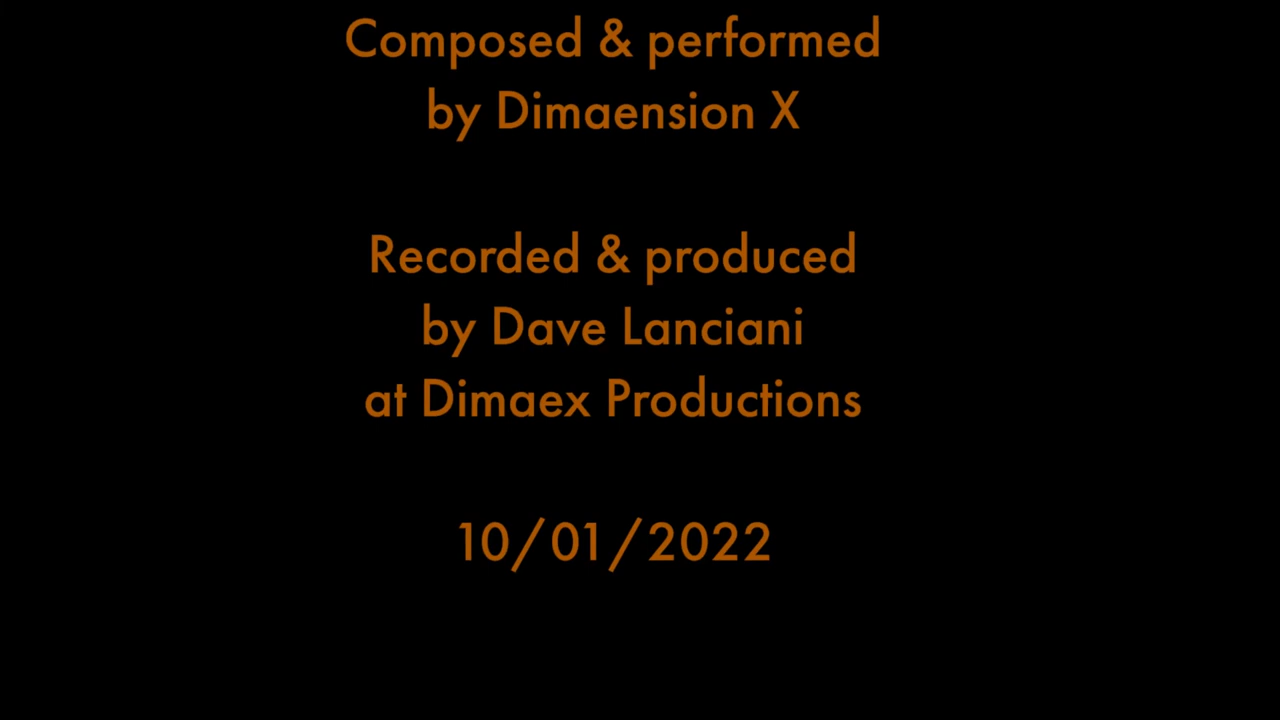 Composed & performed
by Dimaension X
Recorded & produced
by Dave Lanciani
at Dimaex Productions
10/01/2022